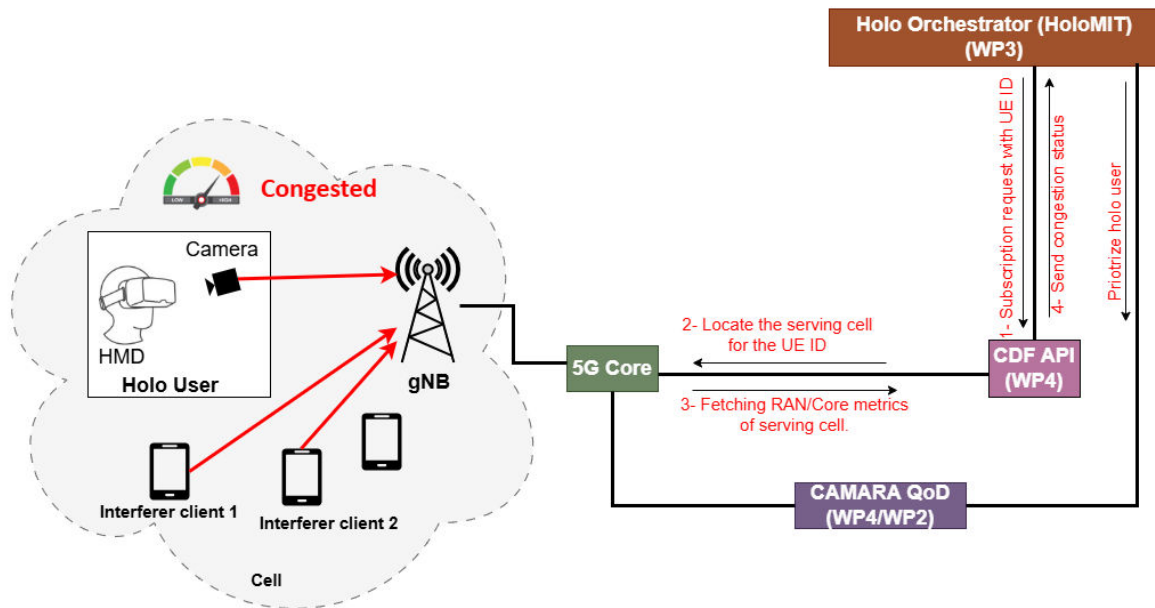 Holo Orchestrator (HoloMIT)
(WP3)
1- Subscription request with UE ID
4- Send congestion status
Priotrize holo user
LOW
HIGH
Congested
Camera
HMD
Holo User
gNB
2- Locate the serving cell
for the UE ID
5G Core
CDF API
(WP4)
3- Fetching RAN/Core metrics
of serving cell.
CAMARA QoD
(WP4/WP2)
Interferer client 1
Interferer client 2
Cell